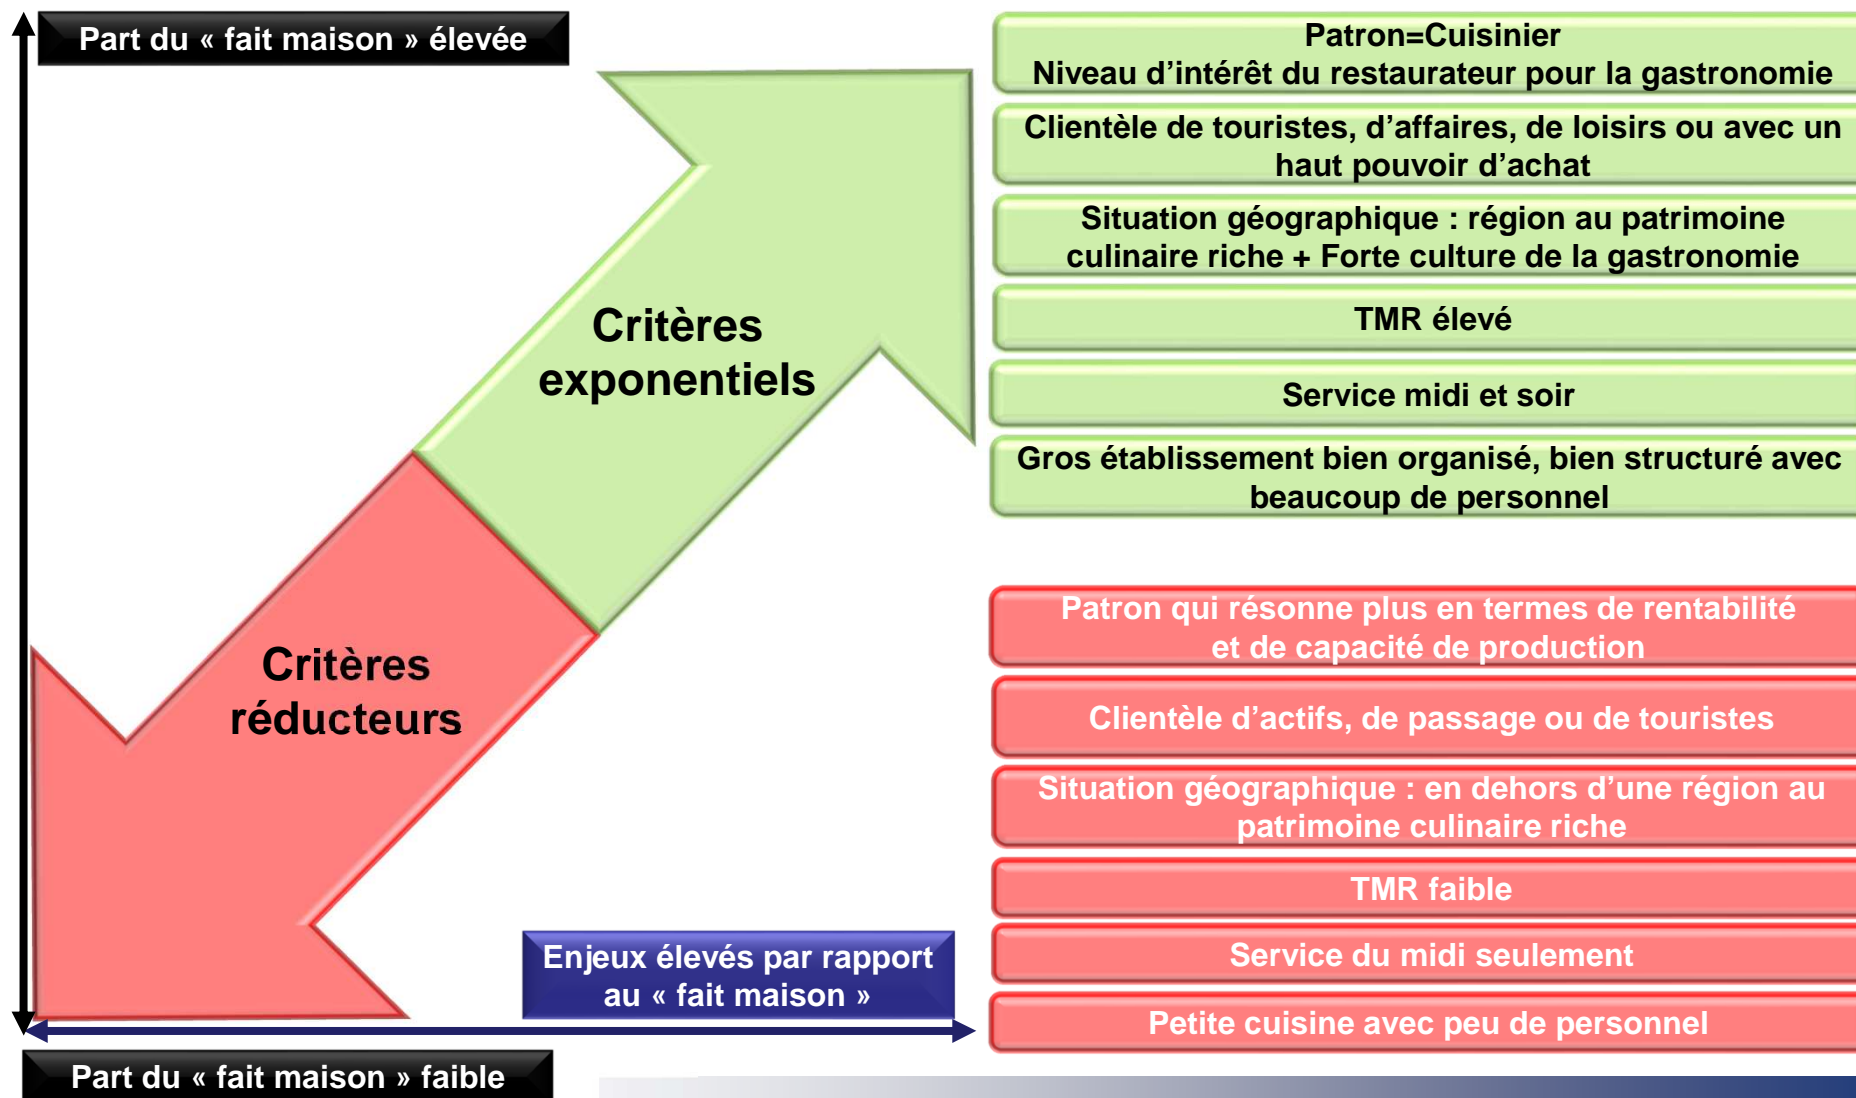 Part du « fait maison » élevée
Critères
exponentiels
Critères
réducteurs
Enjeux élevés par rapport
au « fait maison »
Part du « fait maison » faible
Patron=Cuisinier
Niveau d’intérêt du restaurateur pour la gastronomie
Clientèle de touristes, d’affaires, de loisirs ou avec un
haut pouvoir d’achat
Situation géographique : région au patrimoine
culinaire riche + Forte culture de la gastronomie
TMR élevé
Service midi et soir
Gros établissement bien organisé, bien structuré avec
beaucoup de personnel
Patron qui résonne plus en termes de rentabilité
et de capacité de production
Clientèle d’actifs, de passage ou de touristes
Situation géographique : en dehors d’une région au
patrimoine culinaire riche
TMR faible
Service du midi seulement
Petite cuisine avec peu de personnel